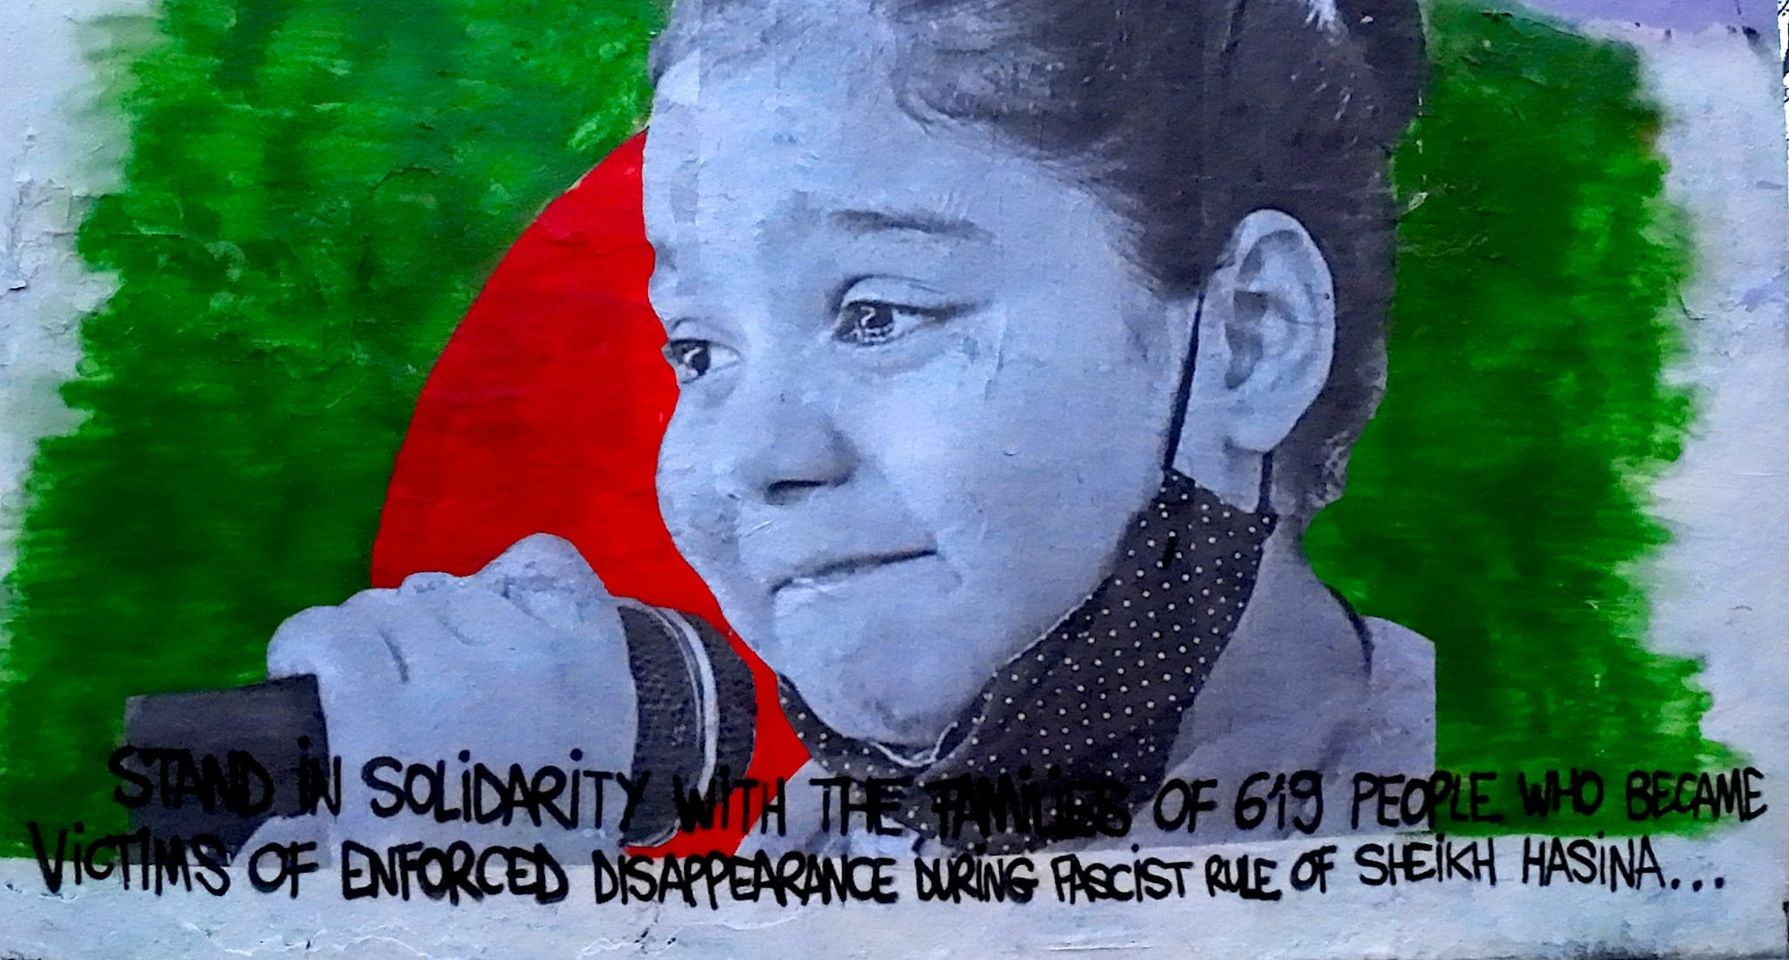 STAND iN SOLiDARiTY WiTH THE FAMiLiES OF 619 PEOPLE WHO BECAME
ViCTIMS OF ENFORCED DISAPPEARANCE DURiNG FASCIST RULE OF SHEiKH HASiNA...